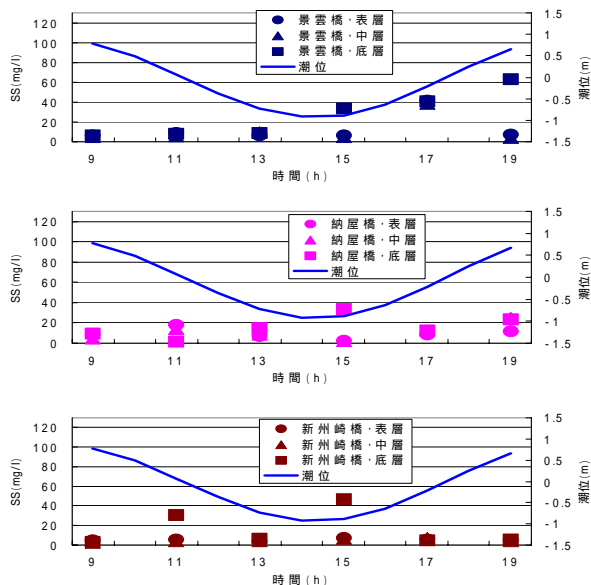 120
100
80
60
40
20
0
SS(mg/l)
景雲橋・表層
景雲橋・中層
景雲橋・底層
潮位
1.5
1
0.5
0
-0.5
-1
-1.5
潮位(m)
9 11 13 15 17 19
時間(h)
120
100
80
60
40
20
0
SS(mg/l)
納屋橋・表層
納屋橋・中層
納屋橋・底層
潮位
1.5
1
0.5
0
-0.5
-1
-1.5
潮位(m)
9 11 13 15 17 19
時間(h)
120
100
80
60
40
20
0
SS(mg/l)
新州崎橋・表層
新州崎橋・中層
新州崎橋・底層
潮位
1.5
1
0.5
0
-0.5
-1
-1.5
潮位(m)
9 11 13 15 17 19
時間(h)